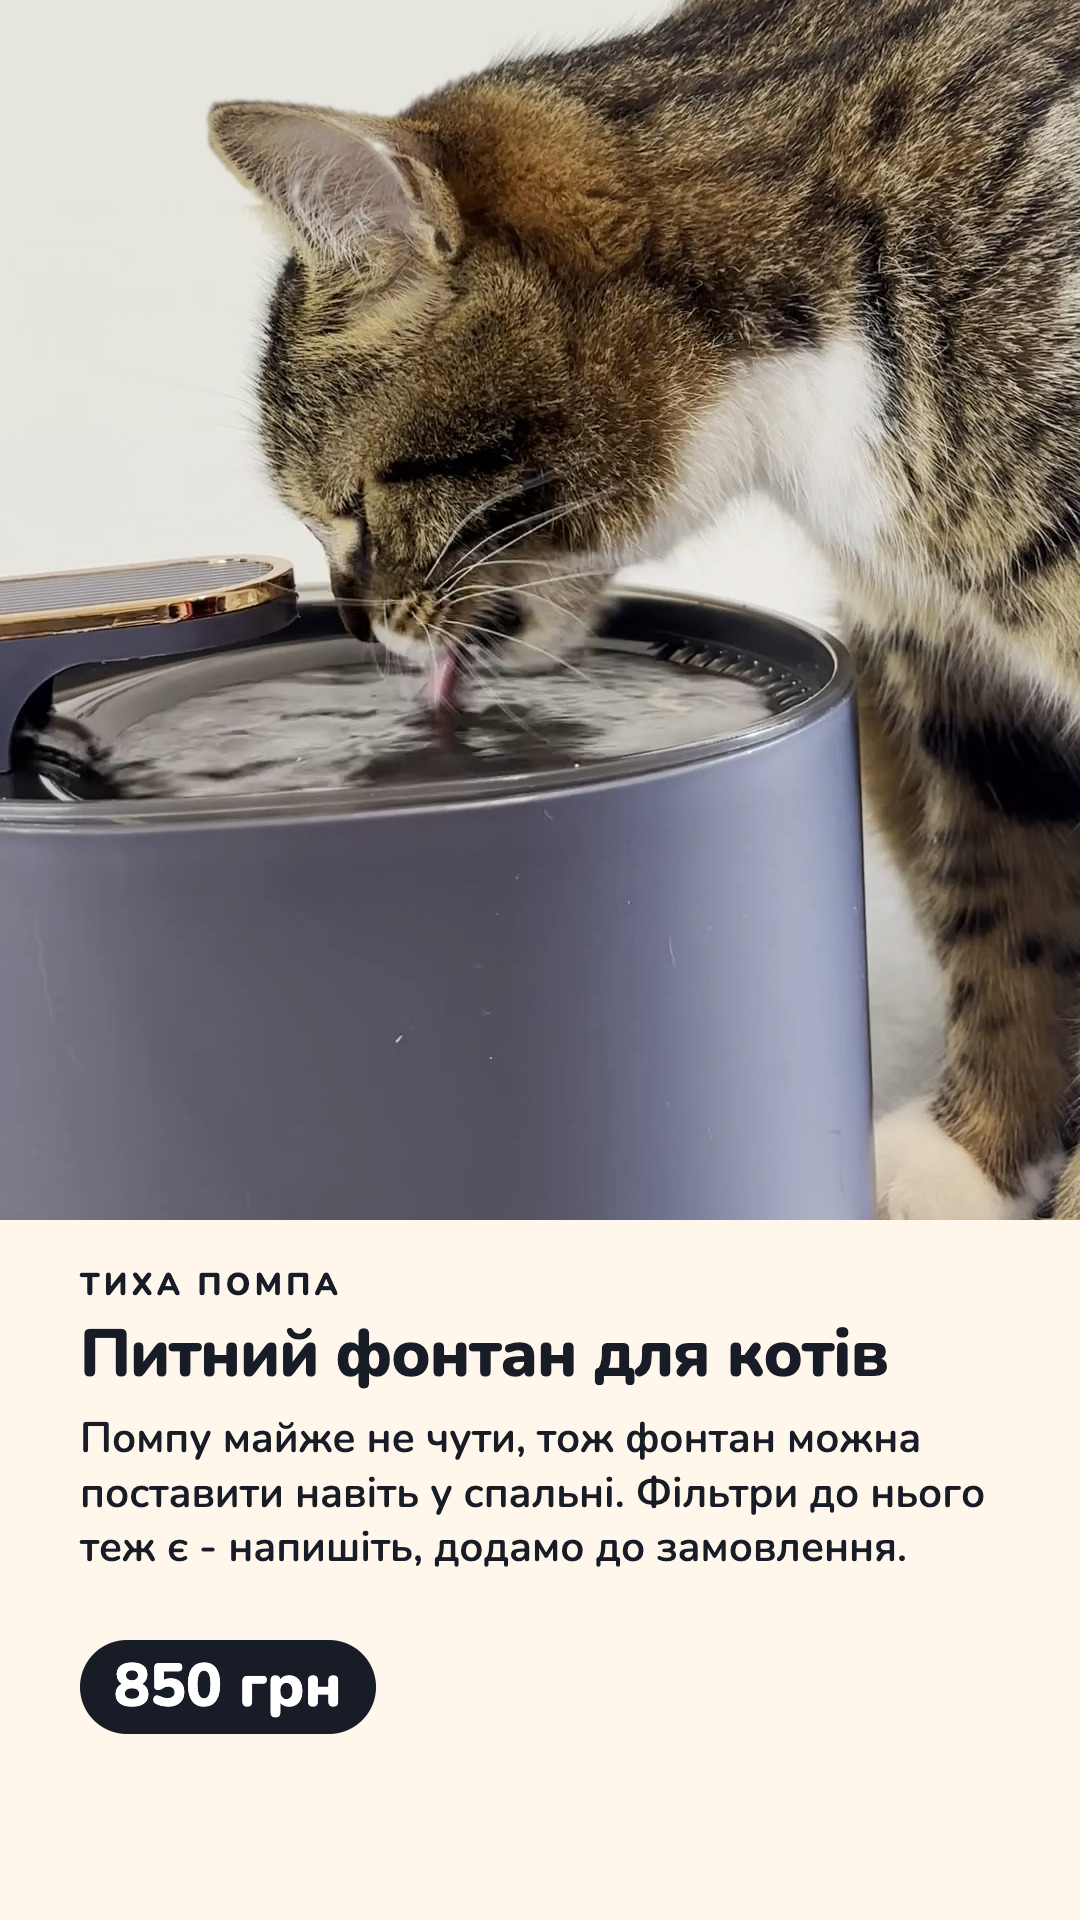 ТИХА ПОМПА
Питний фонтан для котів
Помпу майже не чути, тож фонтан можна
поставити навіть у спальні. Фільтри до нього
теж є - напишіть, додамо до замовлення.
850 грн